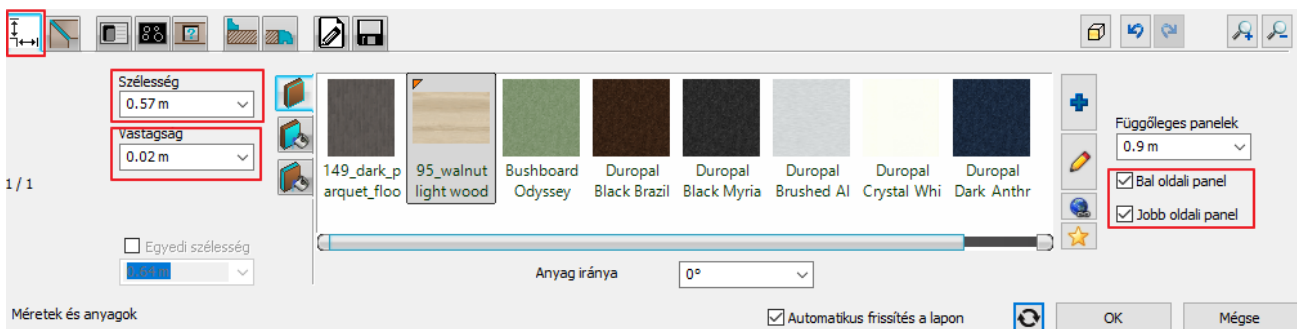 Szélesség
0.57 m
Vastagság
0.02 m
1 / 1
Egyedi szélesség
0.64 m
149_dark_p
arquet_floo
95_walnut
light wood
Bushboard
Odyssey
Duropal
Black Brazil
Duropal
Black Myria
Duropal
Brushed Al
Duropal
Crystal Whi
Duropal
Dark Anthr
Anyag iránya
0°
Függőleges panelek
0.9 m
Bal oldali panel
Jobb oldali panel
Méretek és anyagok
Automatikus frissítés a lapon
OK
Mégse